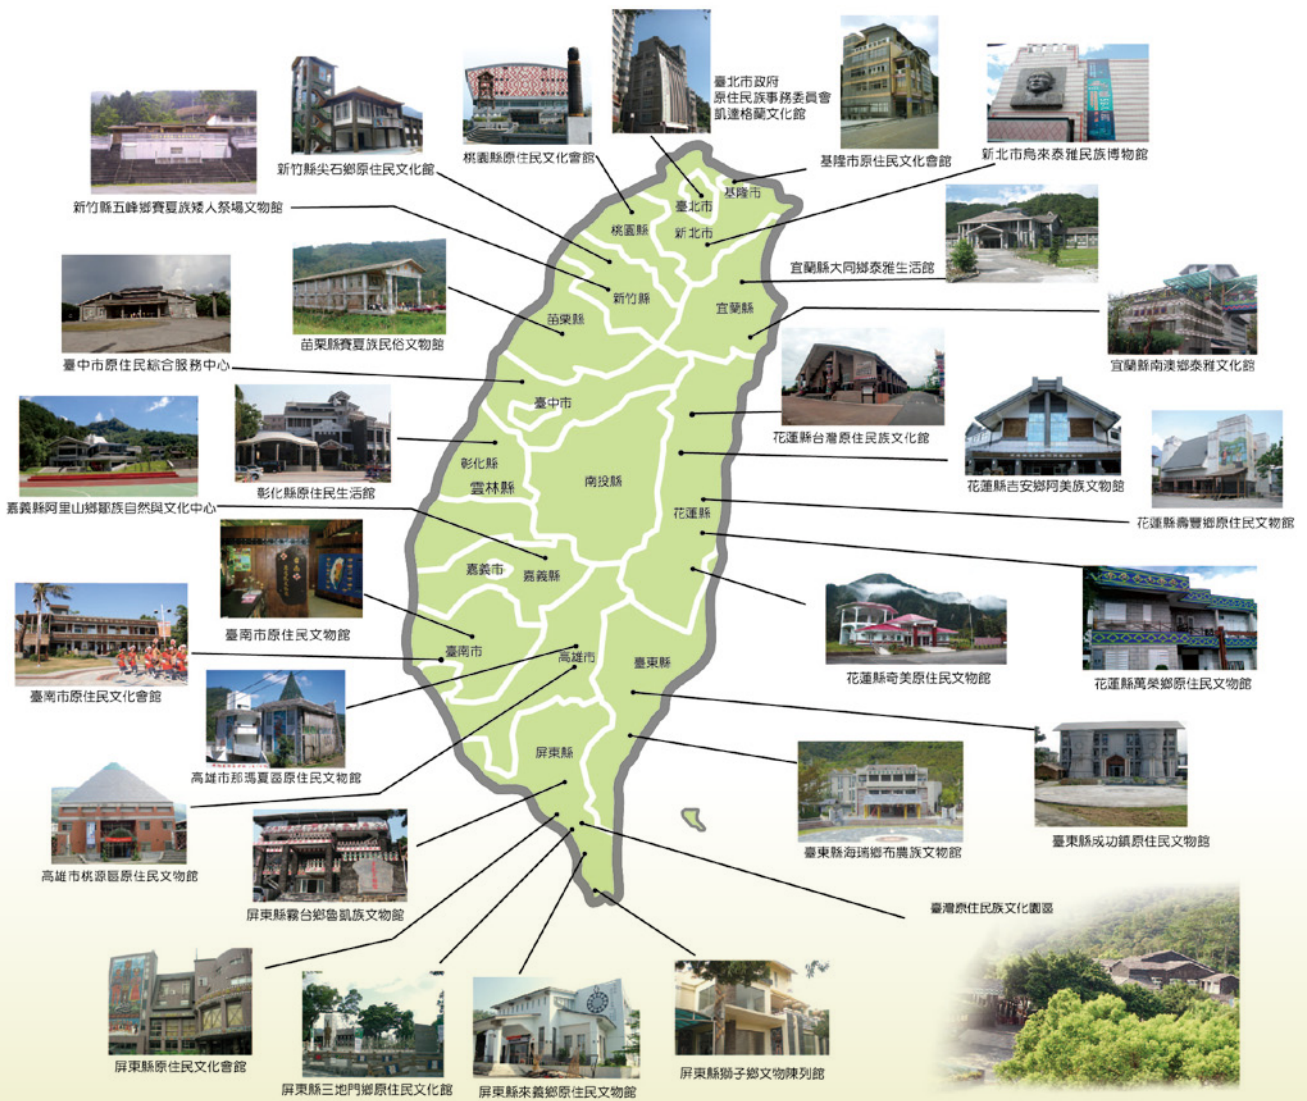 臺北市政府
原住民族事務委員會
凱達格蘭文化館
新竹縣尖石鄉原住民文化館
桃園縣原住民文化會館
基隆市原住民文化會館
新北市烏來泰雅民族博物館
新竹縣五峰鄉賽夏族矮人祭場文物館
基隆市
臺北市
桃園縣
新北市
宜蘭縣大同鄉泰雅生活館
新竹縣
宜蘭縣
苗栗縣
苗栗縣賽夏族民俗文物館
臺中市原住民綜合服務中心
宜蘭縣南澳鄉泰雅文化館
臺中市
花蓮縣台灣原住民族文化館
彰化縣
彰化縣原住民生活館
南投縣
雲林縣
花蓮縣吉安鄉阿美族文物館
嘉義縣阿里山鄉鄒族自然與文化中心
花蓮縣
花蓮縣壽豐鄉原住民文物館
嘉義市
嘉義縣
臺南市原住民文物館
臺南市
高雄市
臺東縣
花蓮縣奇美原住民文物館
花蓮縣萬榮鄉原住民文物館
臺南市原住民文化會館
屏東縣
高雄市那瑪夏區原住民文物館
臺東縣成功鎮原住民文物館
臺東縣海瑞鄉布農族文物館
高雄市桃源區原住民文物館
屏東縣霧台鄉魯凱族文物館
臺灣原住民族文化園區
屏東縣原住民文化會館
屏東縣三地門鄉原住民文化館
屏東縣來義鄉原住民文物館
屏東縣獅子鄉文物陳列館